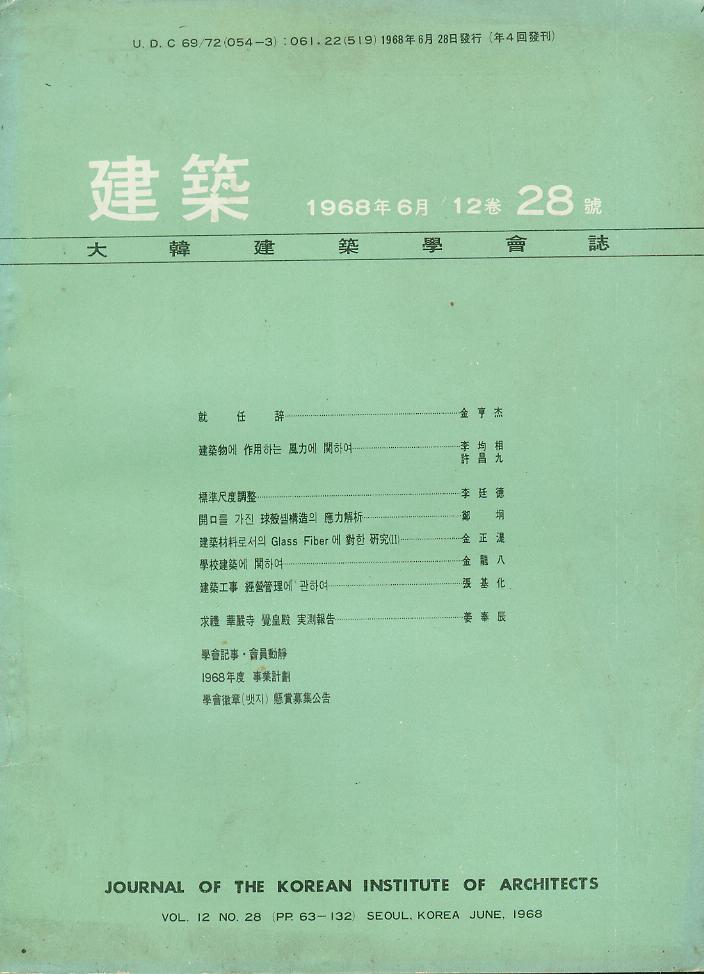 U. D. C 69/72(054-3) : 061. 22(519) 1968年 6月 28日 發行 (年4回發刊)
建築 1968年 6月 12卷 28號
大韓建築學會誌
就任辭 金亨杰
建築物에 作用하는 風力에 關하여 李均相
許昌九
標準尺度調整 李廷德
開口를 가진 球殼쉘構造의 應力解析 鄭坰
建築材料로서의 Glass Fiber에 對한 硏究(II) 金正湜
學校建築에 關하여 金龍八
建築工事 經營管理에 관하여 張基化
求禮 華嚴寺 覺皇殿 実測報告 姜奉辰
學會記事·會員動靜
1968年度 事業計劃
學會徽章(뱃지) 懸賞募集公告
JOURNAL OF THE KOREAN INSTITUTE OF ARCHITECTS
VOL. 12 NO. 28 (PP. 63-132) SEOUL, KOREA JUNE, 1968